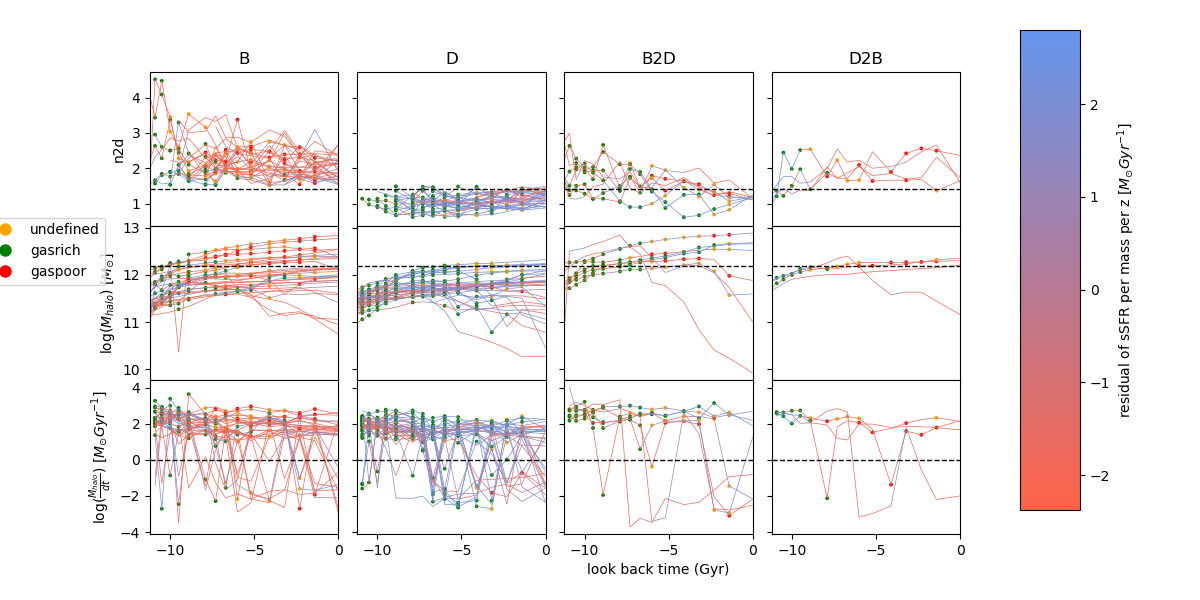 B D B2D D2B
n2d
4
3
2
1
undefined
gasrich
gaspoor
log(M_halo) [M_⊙]
13
12
11
10
log(M_halo/dt) [M_⊙Gyr⁻¹]
4
2
0
−2
−4
−10 −5 0 −10 −5 0 −10 −5 0 −10 −5 0
look back time (Gyr)
2
1
0
−1
−2
residual of sSFR per mass per z [M_⊙Gyr⁻¹]